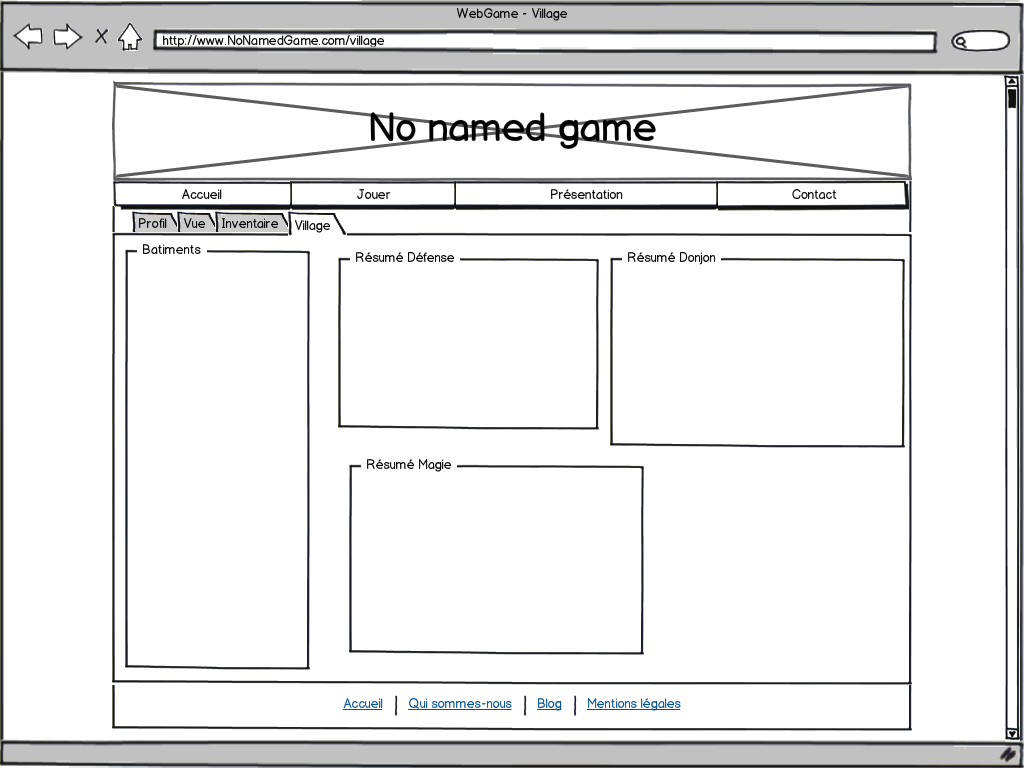 WebGame - Village
http://www.NoNamedGame.com/village
No named game
Accueil Jouer Présentation Contact
Profil Vue Inventaire Village
Batiments
Résumé Défense
Résumé Donjon
Résumé Magie
Accueil | Qui sommes-nous | Blog | Mentions légales